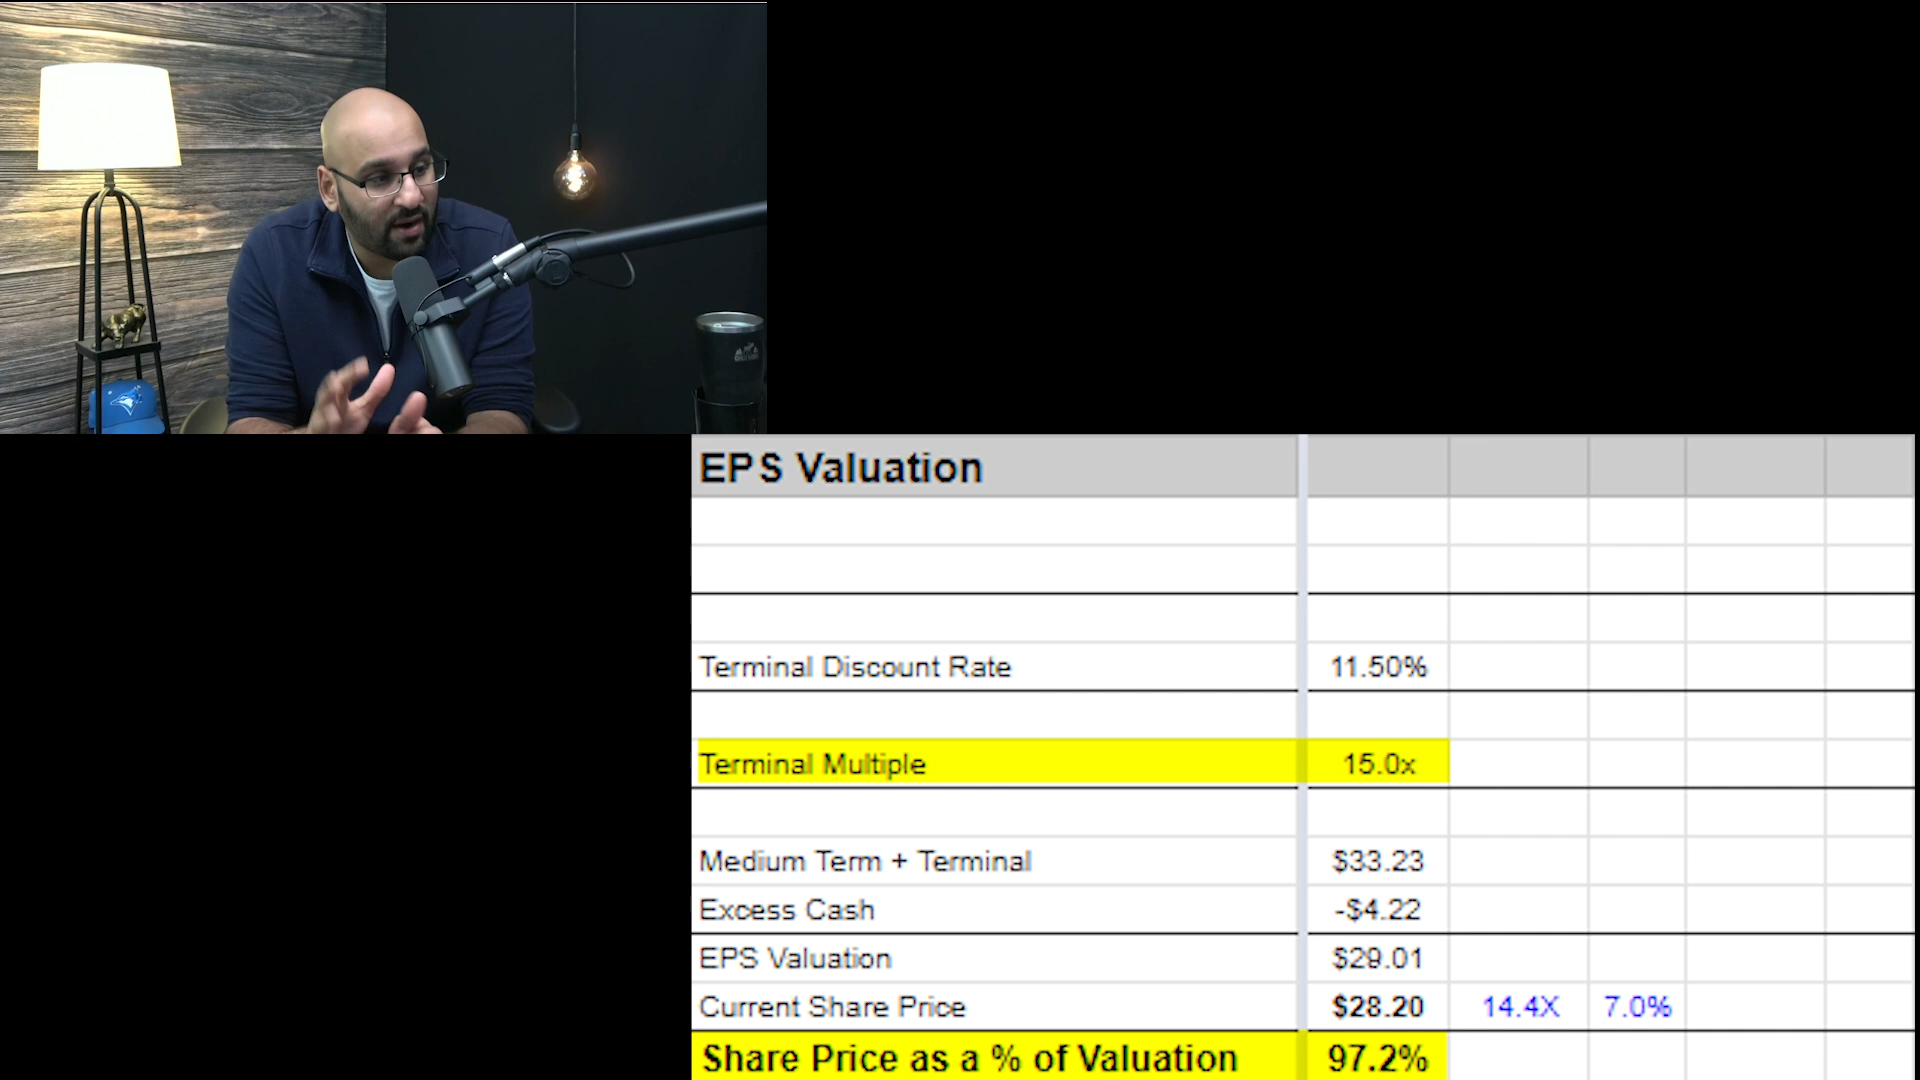 EPS Valuation
Terminal Discount Rate 11.50%
Terminal Multiple 15.0x
Medium Term + Terminal $33.23
Excess Cash -$4.22
EPS Valuation $29.01
Current Share Price $28.20 14.4X 7.0%
Share Price as a % of Valuation 97.2%